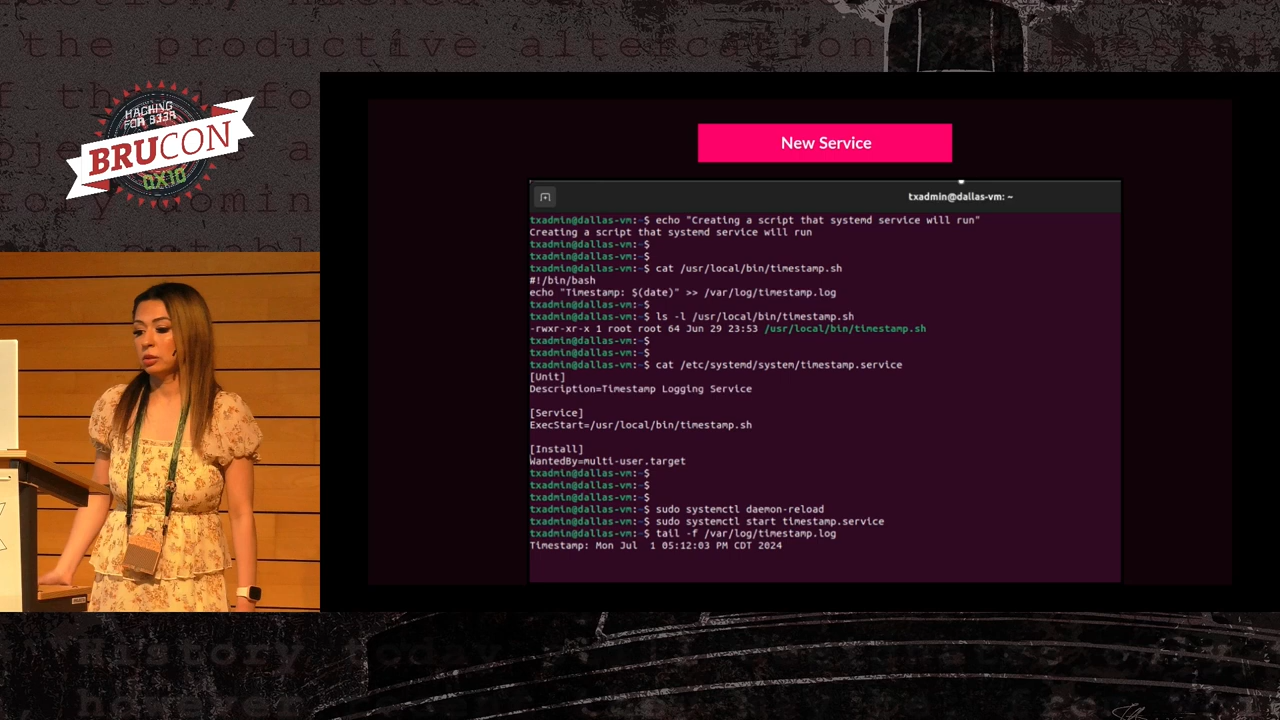 the productive altercation
HACKING
FOR B33R
BRUCON
0X10
New Service
txadmin@dallas-vm: ~
txadmin@dallas-vm:~$ echo "Creating a script that systemd service will run"
Creating a script that systemd service will run
txadmin@dallas-vm:~$
txadmin@dallas-vm:~$
txadmin@dallas-vm:~$ cat /usr/local/bin/timestamp.sh
#!/bin/bash
echo "Timestamp: $(date)" >> /var/log/timestamp.log
txadmin@dallas-vm:~$
txadmin@dallas-vm:~$ ls -l /usr/local/bin/timestamp.sh
-rwxr-xr-x 1 root root 64 Jun 29 23:53 /usr/local/bin/timestamp.sh
txadmin@dallas-vm:~$
txadmin@dallas-vm:~$
txadmin@dallas-vm:~$ cat /etc/systemd/system/timestamp.service
[Unit]
Description=Timestamp Logging Service
[Service]
ExecStart=/usr/local/bin/timestamp.sh
[Install]
WantedBy=multi-user.target
txadmin@dallas-vm:~$
txadmin@dallas-vm:~$
txadmin@dallas-vm:~$
txadmin@dallas-vm:~$ sudo systemctl daemon-reload
txadmin@dallas-vm:~$ sudo systemctl start timestamp.service
txadmin@dallas-vm:~$ tail -f /var/log/timestamp.log
Timestamp: Mon Jul  1 05:12:03 PM CDT 2024
History today
however